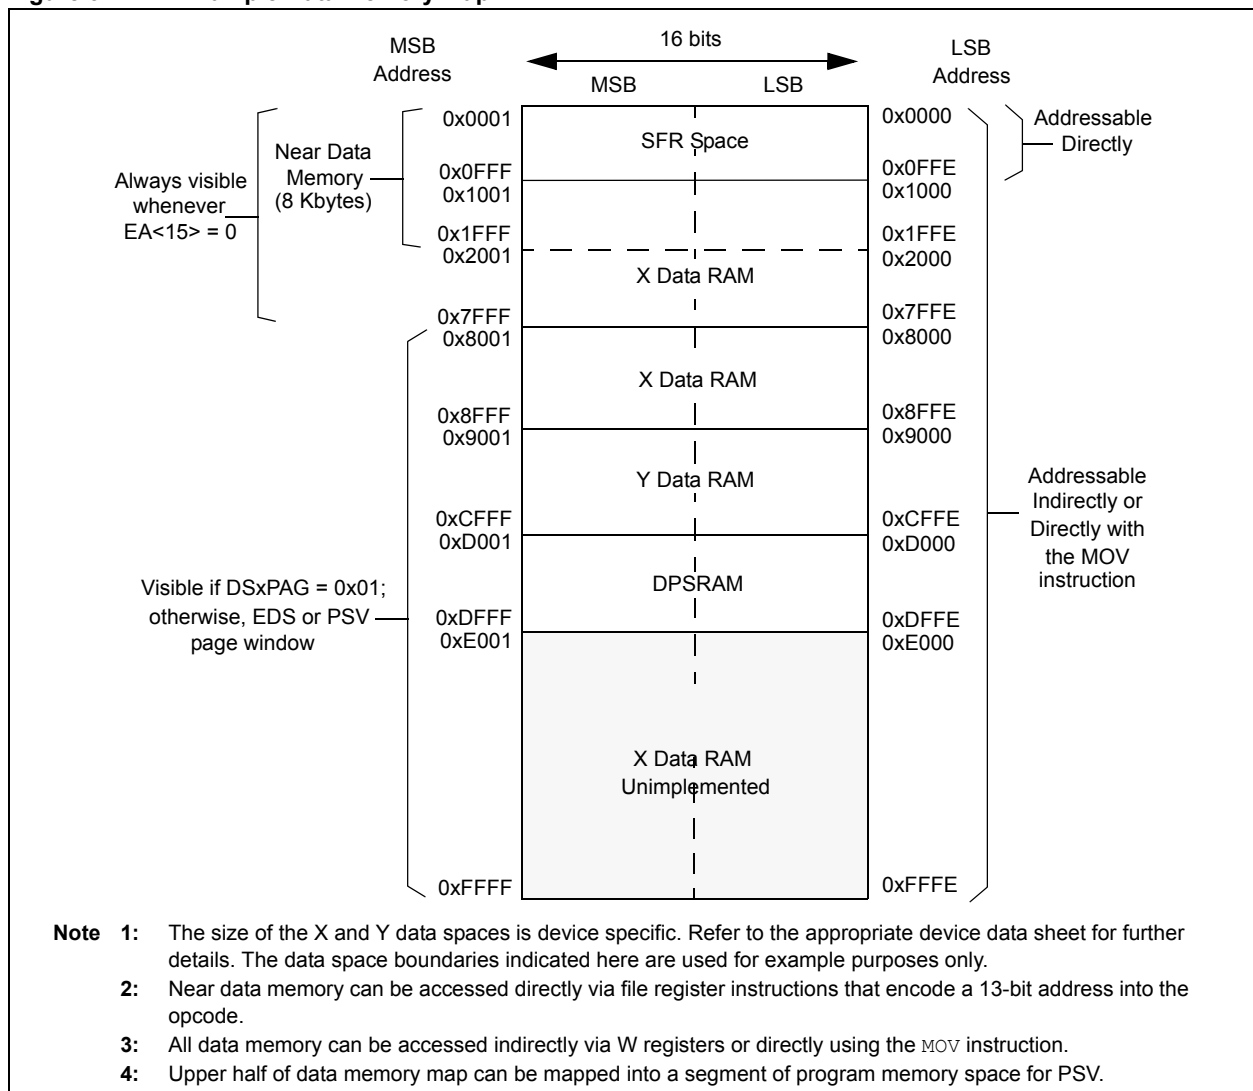 MSB
Address
16 bits
LSB
Address
MSB
LSB
0x0001
SFR Space
0x0000
Addressable
Directly
Near Data
Memory
(8 Kbytes)
0x0FFF
0x1001
0x0FFE
0x1000
Always visible
whenever
EA<15> = 0
0x1FFF
0x2001
0x1FFE
0x2000
X Data RAM
0x7FFF
0x8001
0x7FFE
0x8000
X Data RAM
0x8FFF
0x9001
0x8FFE
0x9000
Y Data RAM
Addressable
Indirectly or
Directly with
the MOV
instruction
0xCFFF
0xD001
0xCFFE
0xD000
DPSRAM
Visible if DSxPAG = 0x01;
otherwise, EDS or PSV
page window
0xDFFF
0xE001
0xDFFE
0xE000
X Data RAM
Unimplemented
0xFFFF
0xFFFE
Note 1: The size of the X and Y data spaces is device specific. Refer to the appropriate device data sheet for further
details. The data space boundaries indicated here are used for example purposes only.
2: Near data memory can be accessed directly via file register instructions that encode a 13-bit address into the
opcode.
3: All data memory can be accessed indirectly via W registers or directly using the MOV instruction.
4: Upper half of data memory map can be mapped into a segment of program memory space for PSV.